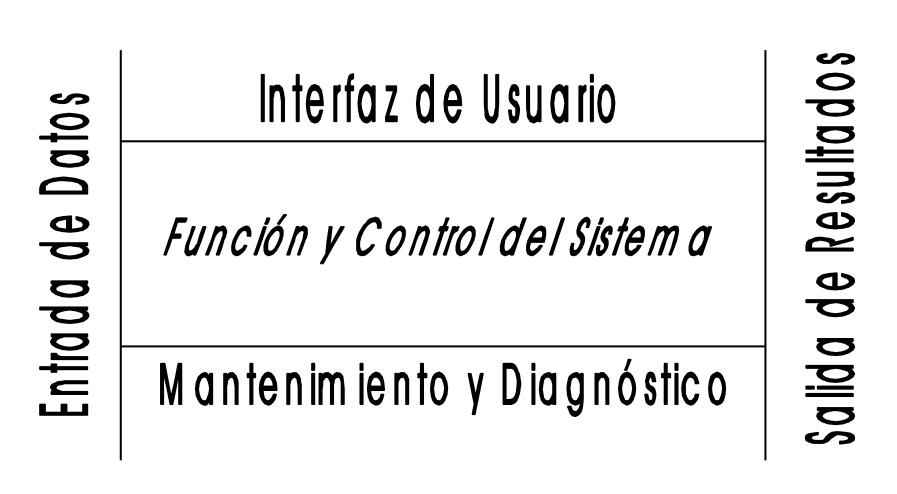 Entrada de Datos
Interfaz de Usuario
Función y Control del Sistema
Mantenimiento y Diagnóstico
Salida de Resultados